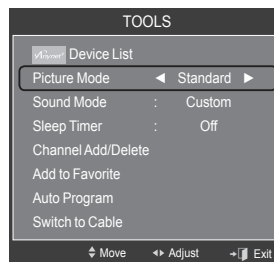 TOOLS
Anynet+ Device List
Picture Mode ◄ Standard ►
Sound Mode : Custom
Sleep Timer : Off
Channel Add/Delete
Add to Favorite
Auto Program
Switch to Cable
Move Adjust Exit